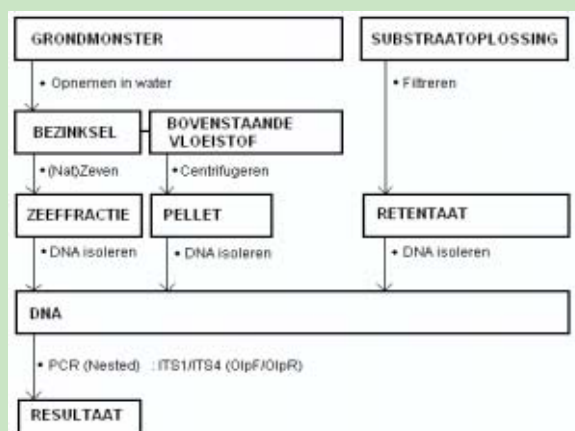 GRONDMONSTER
SUBSTRAATOPLOSSING
• Opnemen in water
• Filtreren
BEZINKSEL
BOVENSTAANDE
VLOEISTOF
• (Nat)Zeven
• Centrifugeren
ZEEFFRACTIE
PELLET
RETENTAAT
• DNA isoleren
• DNA isoleren
• DNA isoleren
DNA
• PCR (Nested) : ITS1/ITS4 (OlpF/OlpR)
RESULTAAT